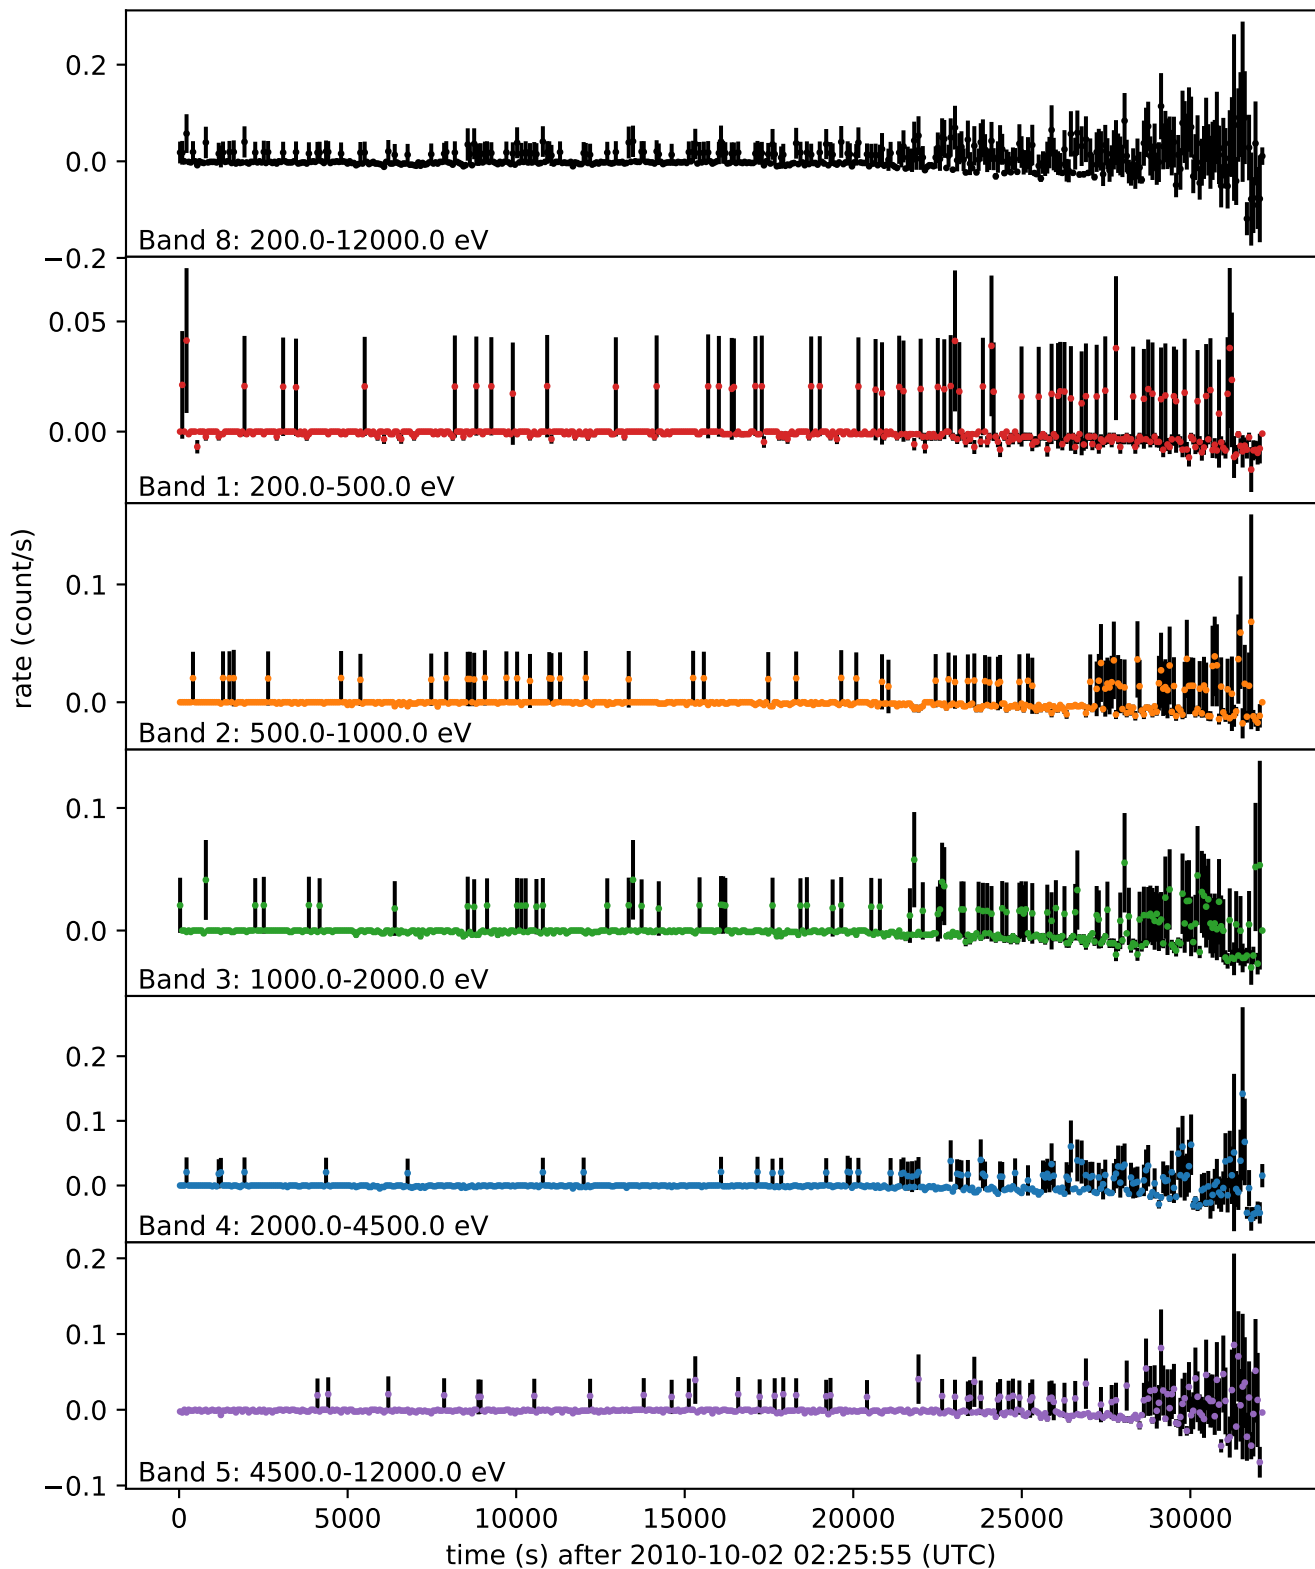 0.2
0.0
−0.2
Band 8: 200.0-12000.0 eV
0.05
0.00
Band 1: 200.0-500.0 eV
0.1
0.0
Band 2: 500.0-1000.0 eV
rate (count/s)
0.1
0.0
Band 3: 1000.0-2000.0 eV
0.2
0.1
0.0
Band 4: 2000.0-4500.0 eV
0.2
0.1
0.0
−0.1
Band 5: 4500.0-12000.0 eV
0 5000 10000 15000 20000 25000 30000
time (s) after 2010-10-02 02:25:55 (UTC)